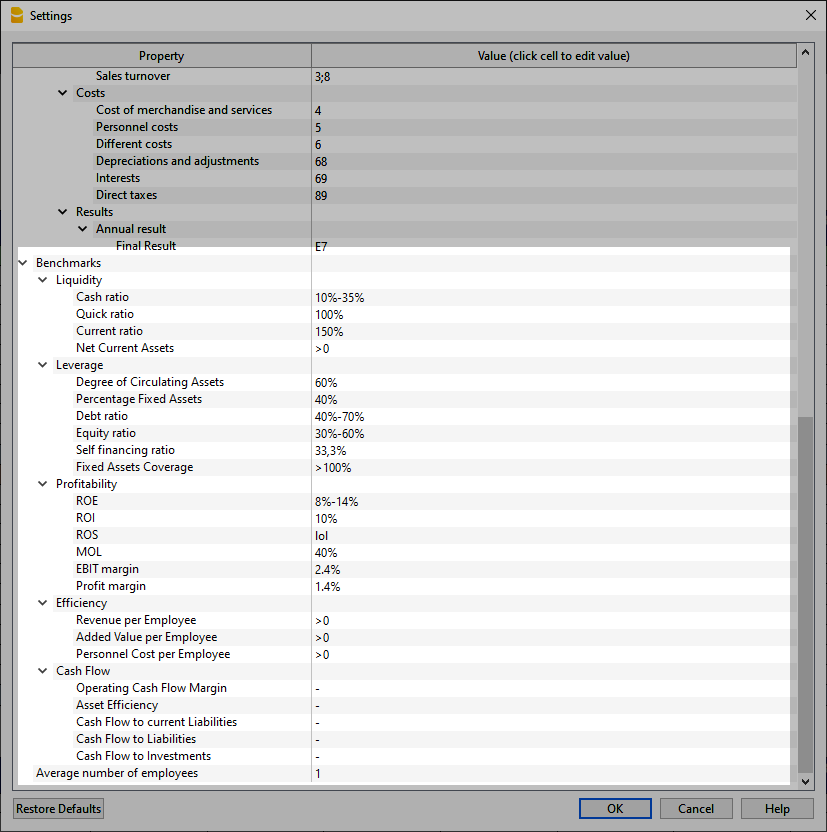 Settings
Property Value (click cell to edit value)
Sales turnover 3;8
Costs
Cost of merchandise and services 4
Personnel costs 5
Different costs 6
Depreciations and adjustments 68
Interests 69
Direct taxes 89
Results
Annual result
Final Result E7
Benchmarks
Liquidity
Cash ratio 10%-35%
Quick ratio 100%
Current ratio 150%
Net Current Assets >0
Leverage
Degree of Circulating Assets 60%
Percentage Fixed Assets 40%
Debt ratio 40%-70%
Equity ratio 30%-60%
Self financing ratio 33,3%
Fixed Assets Coverage >100%
Profitability
ROE 8%-14%
ROI 10%
ROS lol
MOL 40%
EBIT margin 2.4%
Profit margin 1.4%
Efficiency
Revenue per Employee >0
Added Value per Employee >0
Personnel Cost per Employee >0
Cash Flow
Operating Cash Flow Margin -
Asset Efficiency -
Cash Flow to current Liabilities -
Cash Flow to Liabilities -
Cash Flow to Investments -
Average number of employees 1
Restore Defaults OK Cancel Help